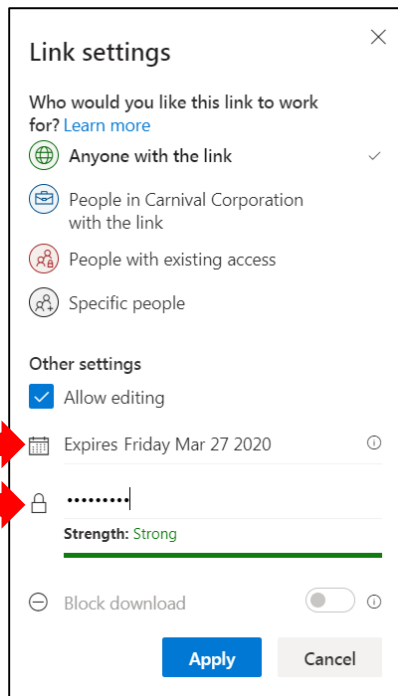 Link settings
Who would you like this link to work
for? Learn more
Anyone with the link
People in Carnival Corporation
with the link
People with existing access
Specific people
Other settings
Allow editing
Expires Friday Mar 27 2020
•••••••••
Strength: Strong
Block download
Apply Cancel